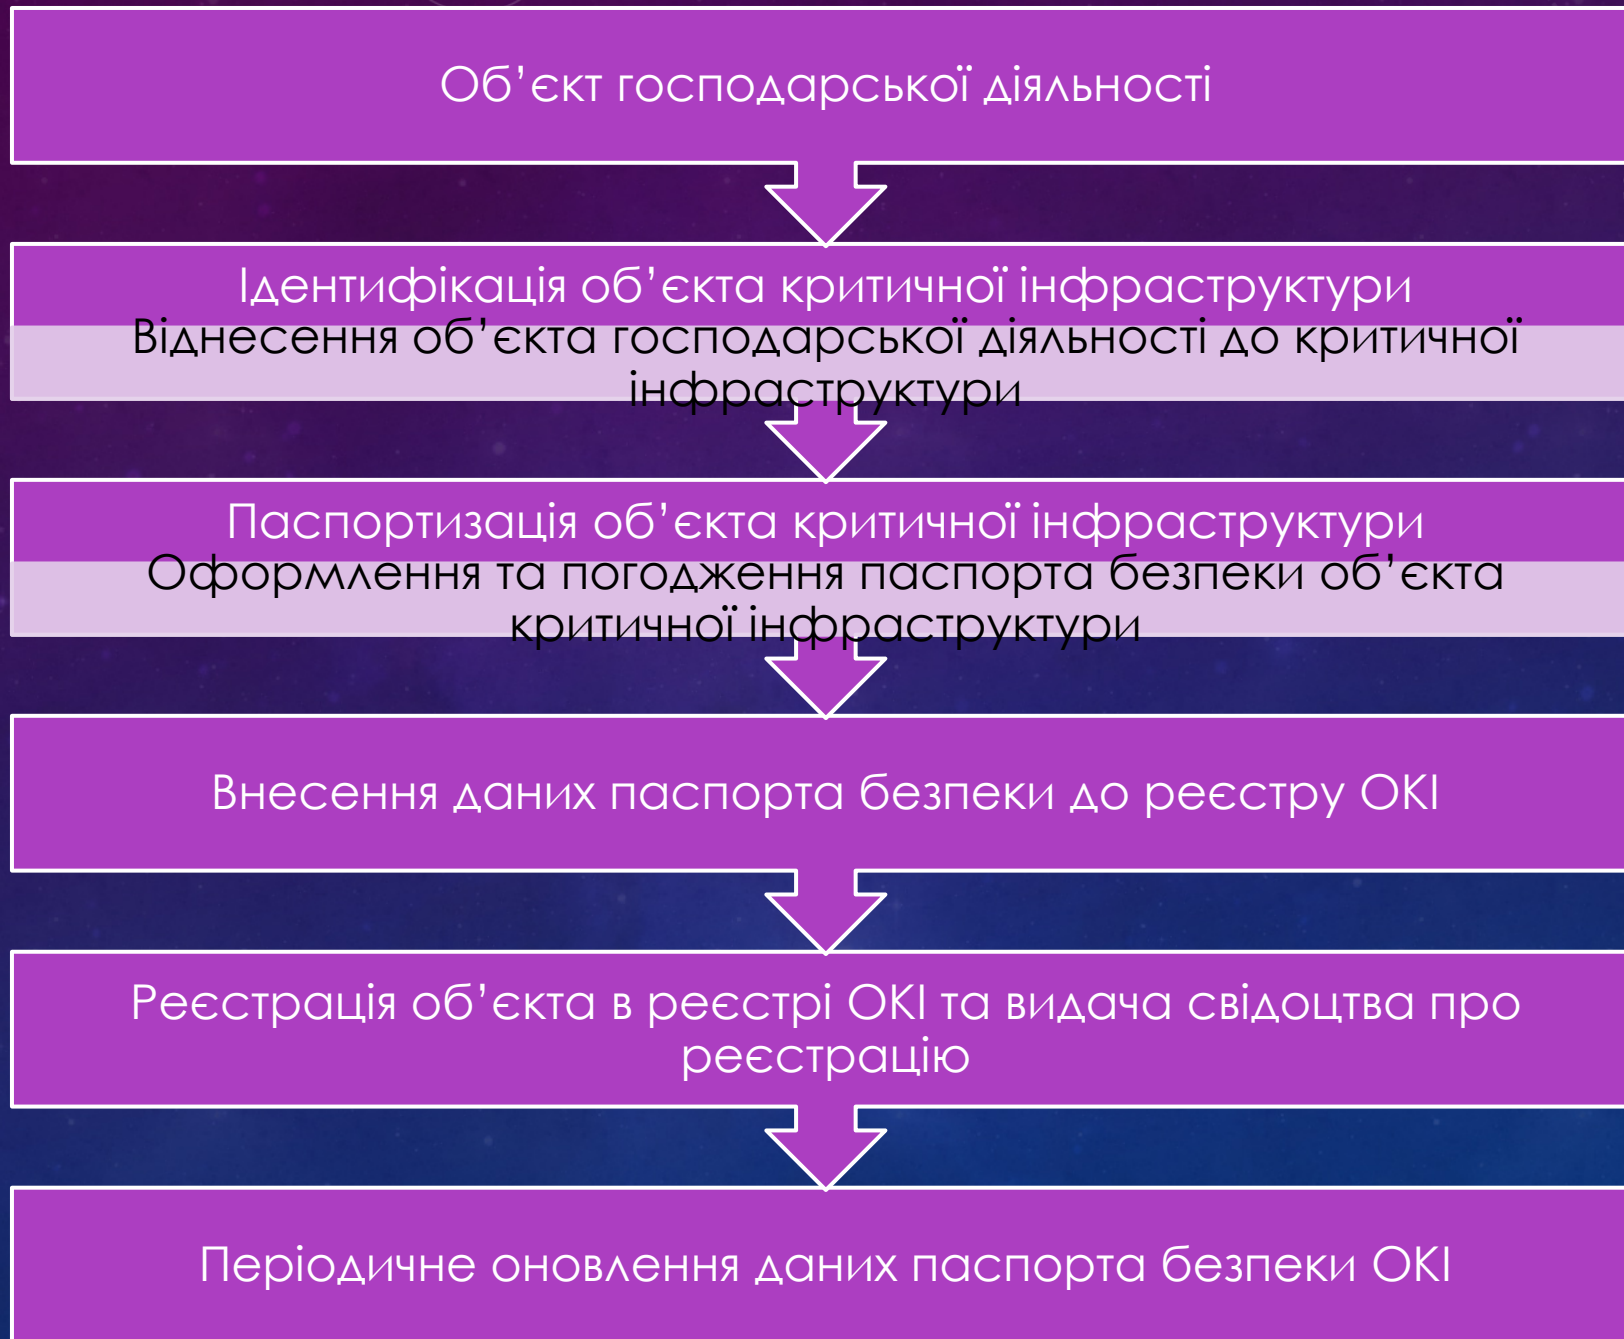 Об’єкт господарської діяльності
Ідентифікація об’єкта критичної інфраструктури
Віднесення об’єкта господарської діяльності до критичної
інфраструктури
Паспортизація об’єкта критичної інфраструктури
Оформлення та погодження паспорта безпеки об’єкта
критичної інфраструктури
Внесення даних паспорта безпеки до реєстру ОКІ
Реєстрація об’єкта в реєстрі ОКІ та видача свідоцтва про
реєстрацію
Періодичне оновлення даних паспорта безпеки ОКІ